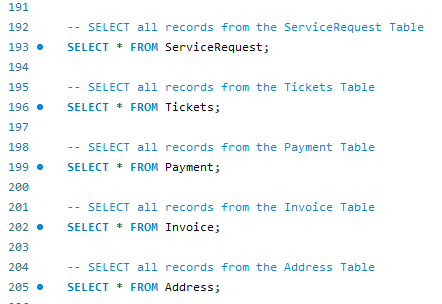 191
192 -- SELECT all records from the ServiceRequest Table
193 SELECT * FROM ServiceRequest;
194
195 -- SELECT all records from the Tickets Table
196 SELECT * FROM Tickets;
197
198 -- SELECT all records from the Payment Table
199 SELECT * FROM Payment;
200
201 -- SELECT all records from the Invoice Table
202 SELECT * FROM Invoice;
203
204 -- SELECT all records from the Address Table
205 SELECT * FROM Address;